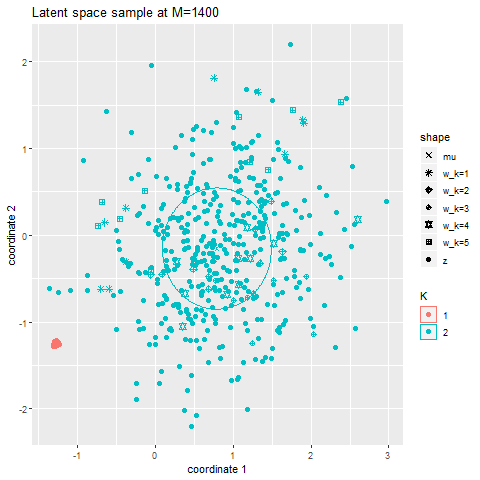 Latent space sample at M=1400
2
1
0
-1
-2
-1
0
1
2
3
coordinate 1
coordinate 2
shape
mu
w_k=1
w_k=2
w_k=3
w_k=4
w_k=5
z
K
1
2